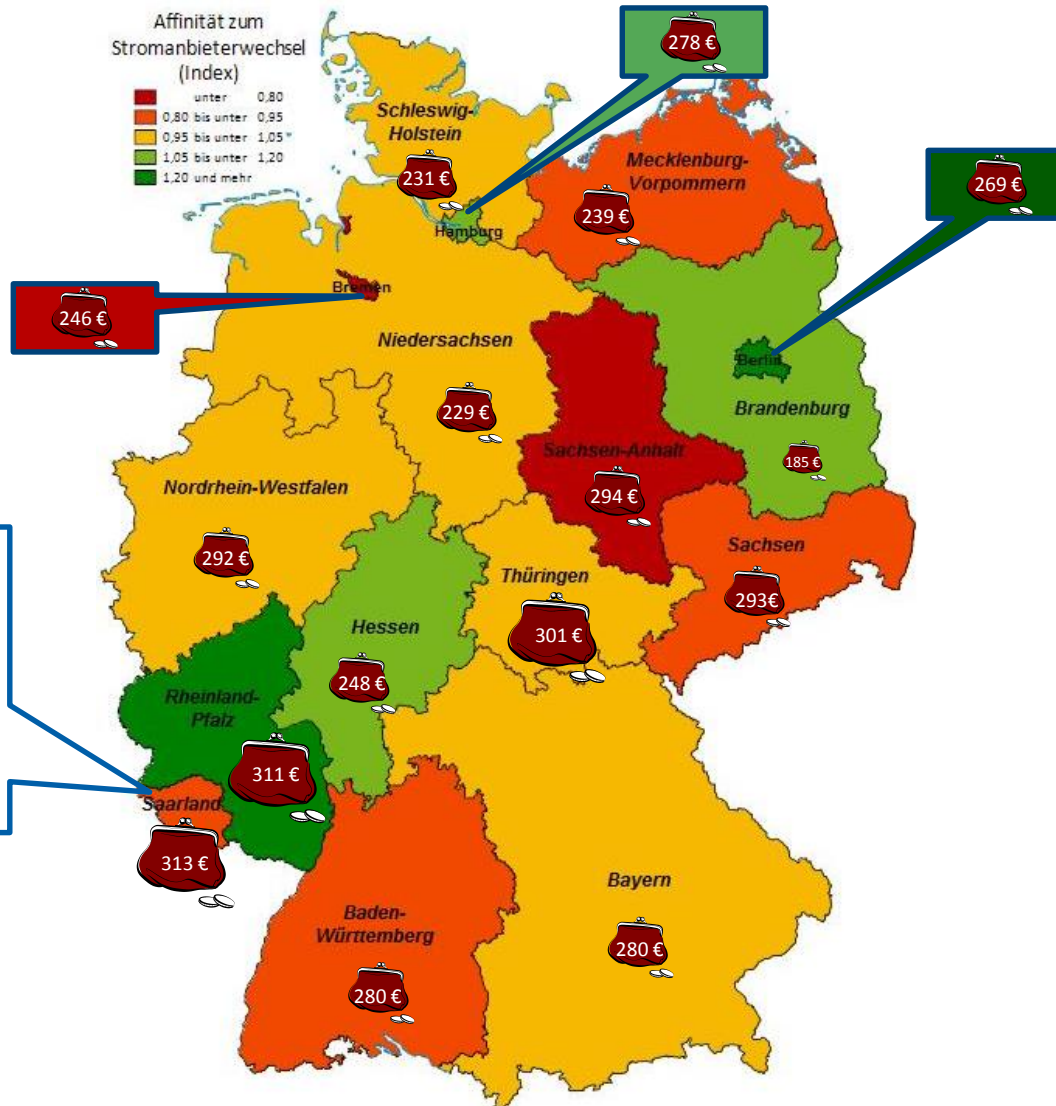 Affinität zum
Stromanbieterwechsel
(Index)
unter 0,80
0,80 bis unter 0,95
0,95 bis unter 1,05
1,05 bis unter 1,20
1,20 und mehr
278 €
Schleswig-
Holstein
231 €
Mecklenburg-
Vorpommern
239 €
269 €
Hamburg
Bremen
246 €
Niedersachsen
229 €
Berlin
Brandenburg
185 €
Sachsen-Anhalt
294 €
Nordrhein-Westfalen
292 €
Sachsen
293€
Thüringen
301 €
Hessen
248 €
Rheinland-
Pfalz
311 €
Saarland
313 €
Bayern
280 €
Baden-
Württemberg
280 €